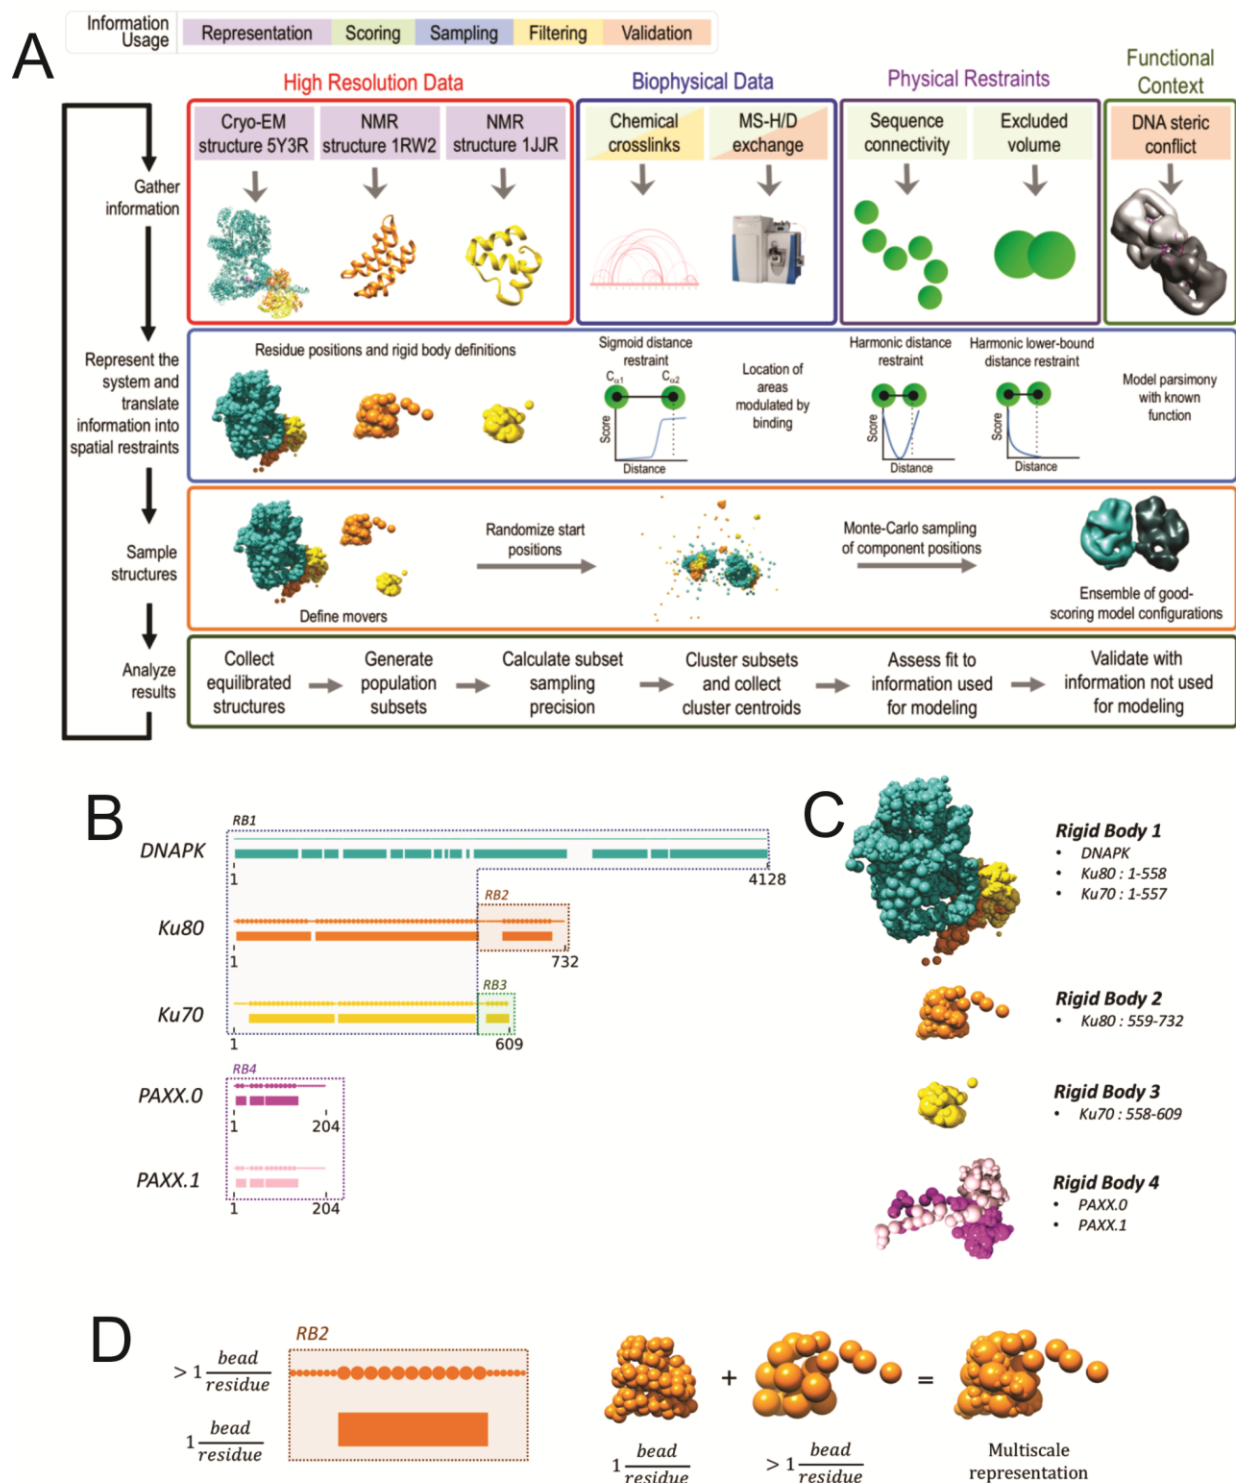 Information
Usage
Representation
Scoring
Sampling
Filtering
Validation
A
High Resolution Data
Biophysical Data
Physical Restraints
Functional
Context
Cryo-EM
structure 5Y3R
NMR
structure 1RW2
NMR
structure 1JJR
Chemical
crosslinks
MS-H/D
exchange
Sequence
connectivity
Excluded
volume
DNA steric
conflict
Gather
information
Represent the
system and
translate
information into
spatial restraints
Residue positions and rigid body definitions
Sigmoid distance
restraint
Cα1
Cα2
Score
Distance
Location of
areas
modulated by
binding
Harmonic distance
restraint
Score
Distance
Harmonic lower-bound
distance restraint
Score
Distance
Model parsimony
with known
function
Sample
structures
Define movers
Randomize start
positions
Monte-Carlo sampling
of component positions
Ensemble of good-
scoring model configurations
Analyze
results
Collect
equilibrated
structures
Generate
population
subsets
Calculate subset
sampling
precision
Cluster subsets
and collect
cluster centroids
Assess fit to
information used
for modeling
Validate with
information not used
for modeling
B
RB1
DNAPK
1
4128
RB2
Ku80
1
732
RB3
Ku70
1
609
RB4
PAXX.0
1
204
PAXX.1
1
204
C
Rigid Body 1
• DNAPK
• Ku80 : 1-558
• Ku70 : 1-557
Rigid Body 2
• Ku80 : 559-732
Rigid Body 3
• Ku70 : 558-609
Rigid Body 4
• PAXX.0
• PAXX.1
D
RB2
> 1 bead/residue
1 bead/residue
+
=
1 bead/residue
> 1 bead/residue
Multiscale
representation